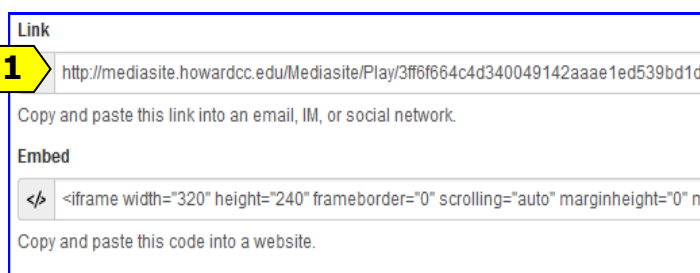 Link
1
http://mediasite.howardcc.edu/Mediasite/Play/3ff6f664c4d340049142aaae1ed539bd1d
Copy and paste this link into an email, IM, or social network.
Embed
</> <iframe width="320" height="240" frameborder="0" scrolling="auto" marginheight="0"
Copy and paste this code into a website.